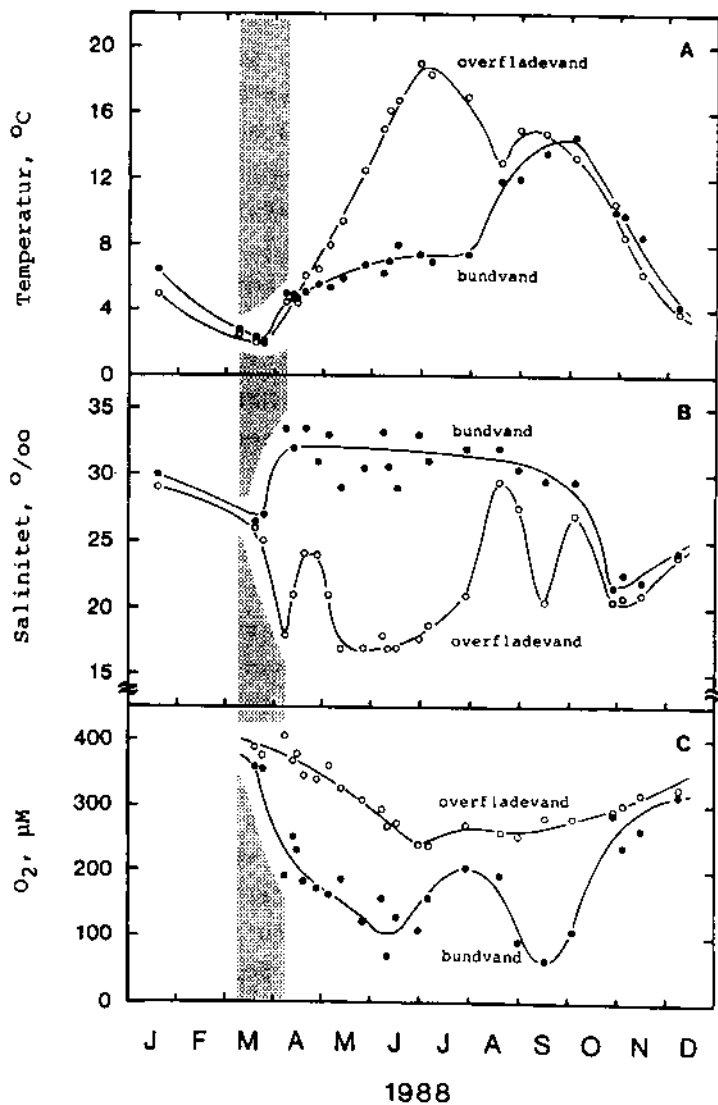 20
A
overfladevand
16
12
8
bundvand
4
0
Temperatur, °C
35
B
bundvand
30
25
20
overfladevand
15
Salinitet, °/oo
C
400
overfladevand
300
200
100
bundvand
0
O2, µM
J F M A M J J A S O N D
1988